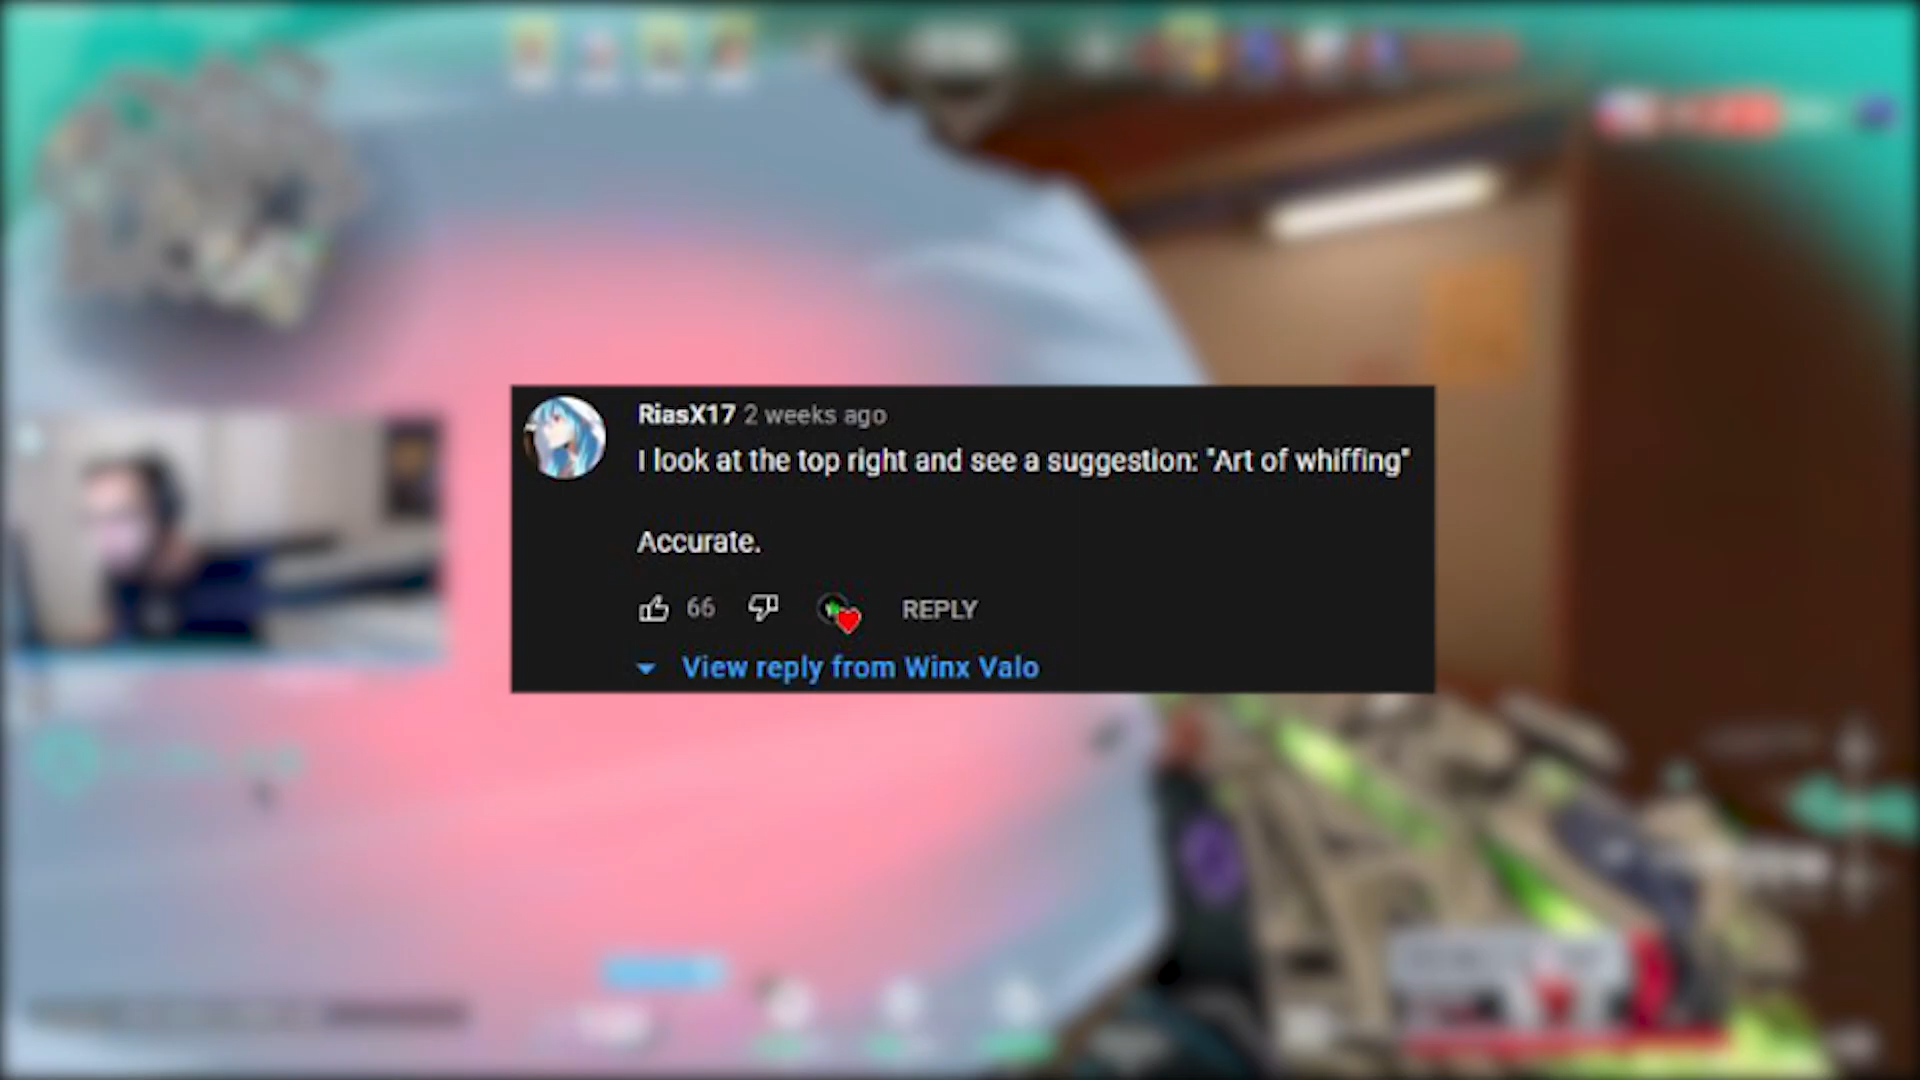 RiasX17 2 weeks ago
I look at the top right and see a suggestion: "Art of whiffing"
Accurate.
66 REPLY
View reply from Winx Valo